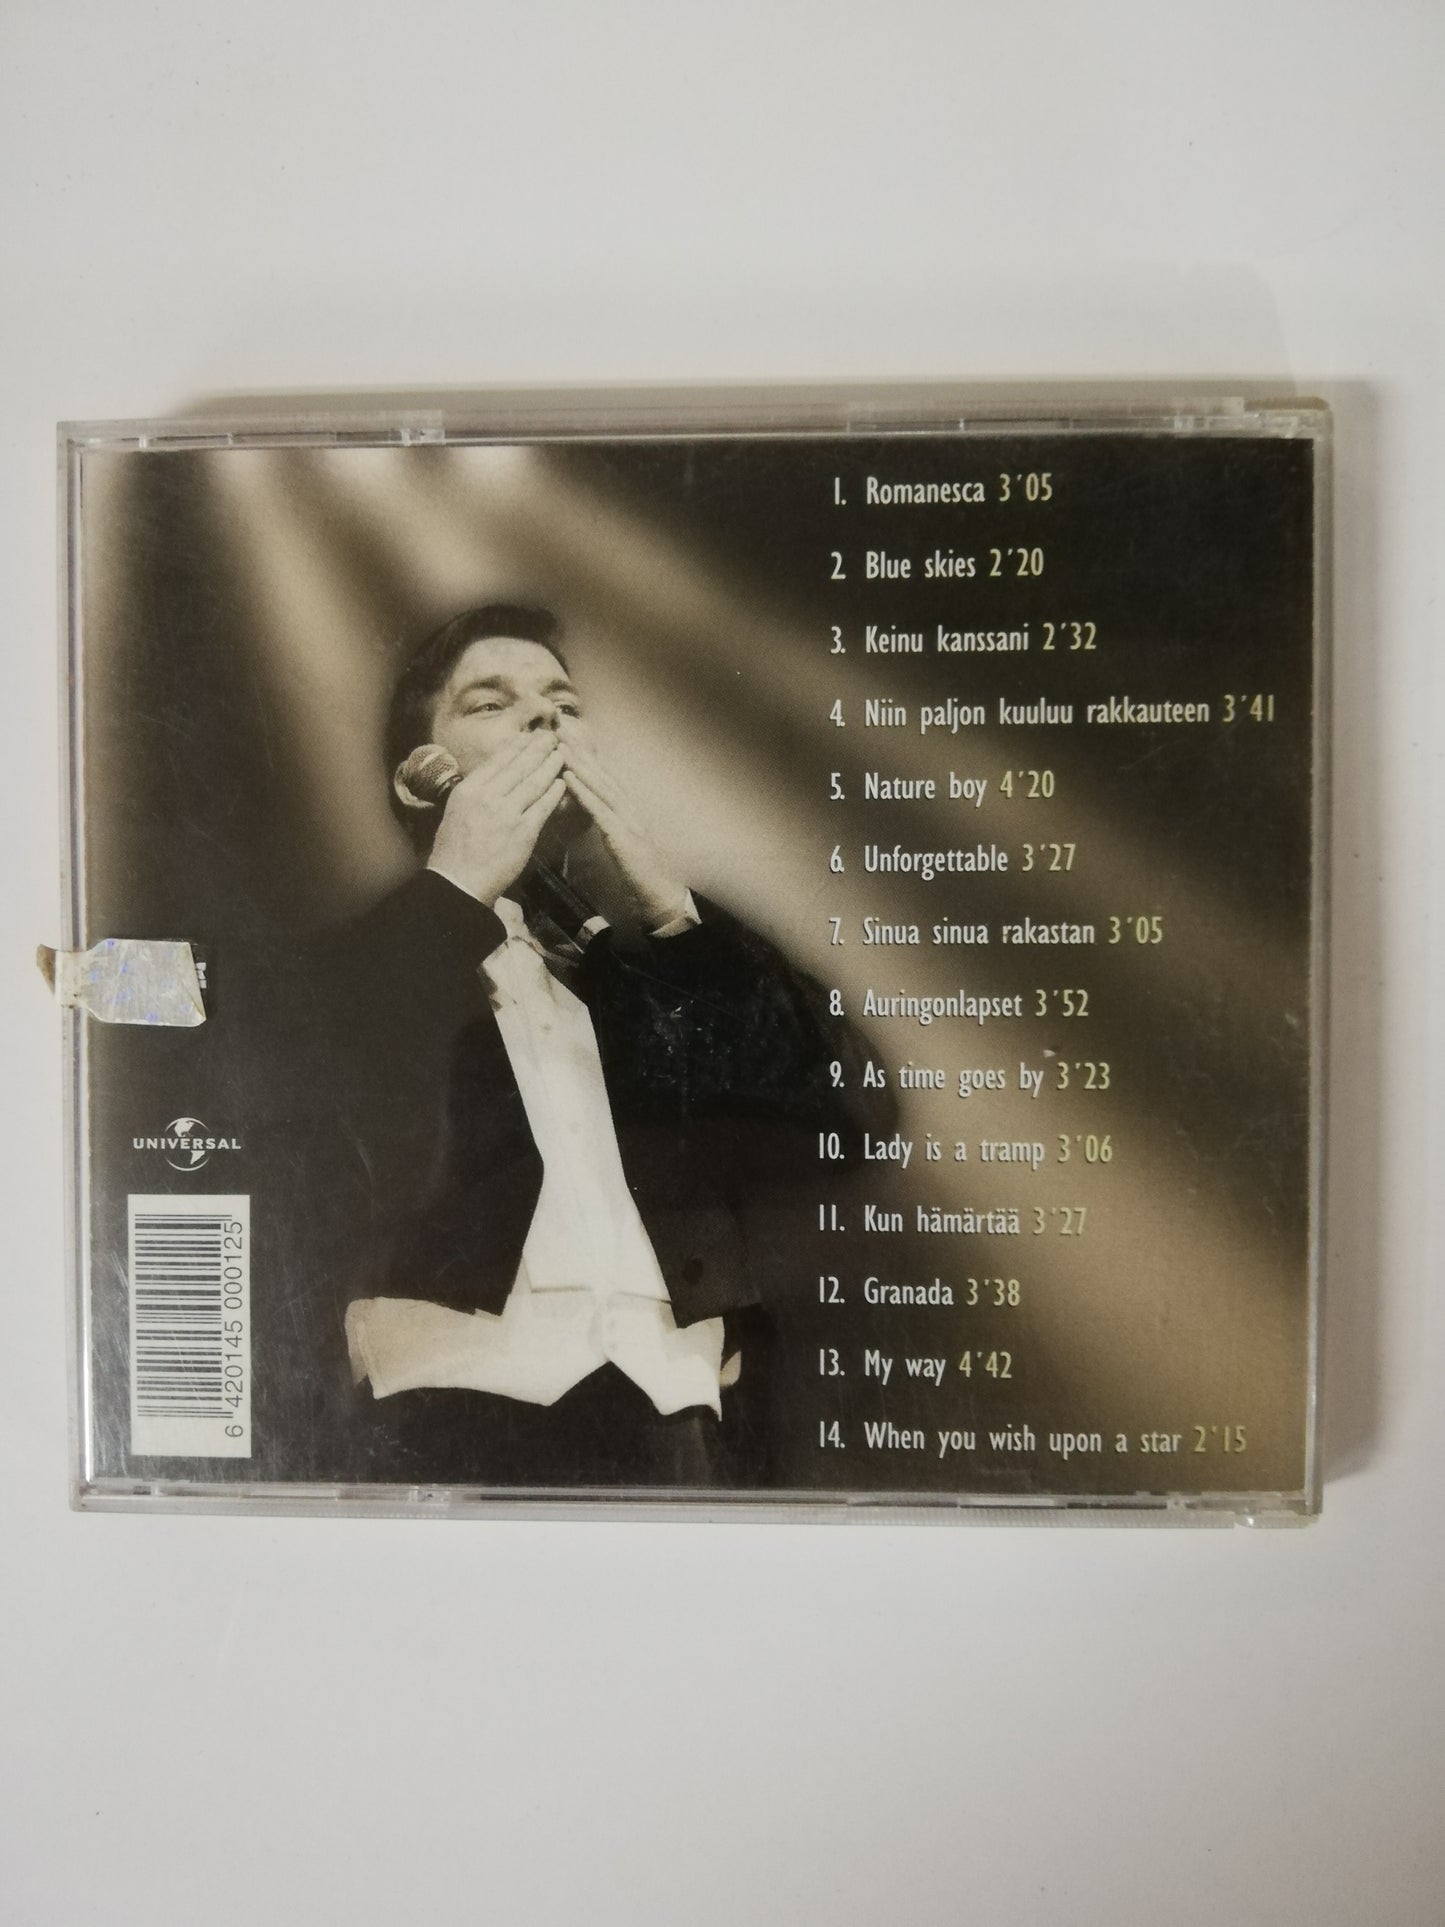 1. Romanesca 3'05
2 Blue skies 2'20
3. Keinu kanssani 2'32
4. Niin paljon kuuluu rakkauteen 3'41
5. Nature boy 4'20
6. Unforgettable 3'27
7. Sinua sinua rakastan 3'05
8. Auringonlapset 3'52
9. As time goes by 3'23
10. Lady is a tramp 3'06
11. Kun hämärtää 3'27
12. Granada 3'38
13. My way 4'42
14. When you wish upon a star 2'15
UNIVERSAL
6 420145 000125